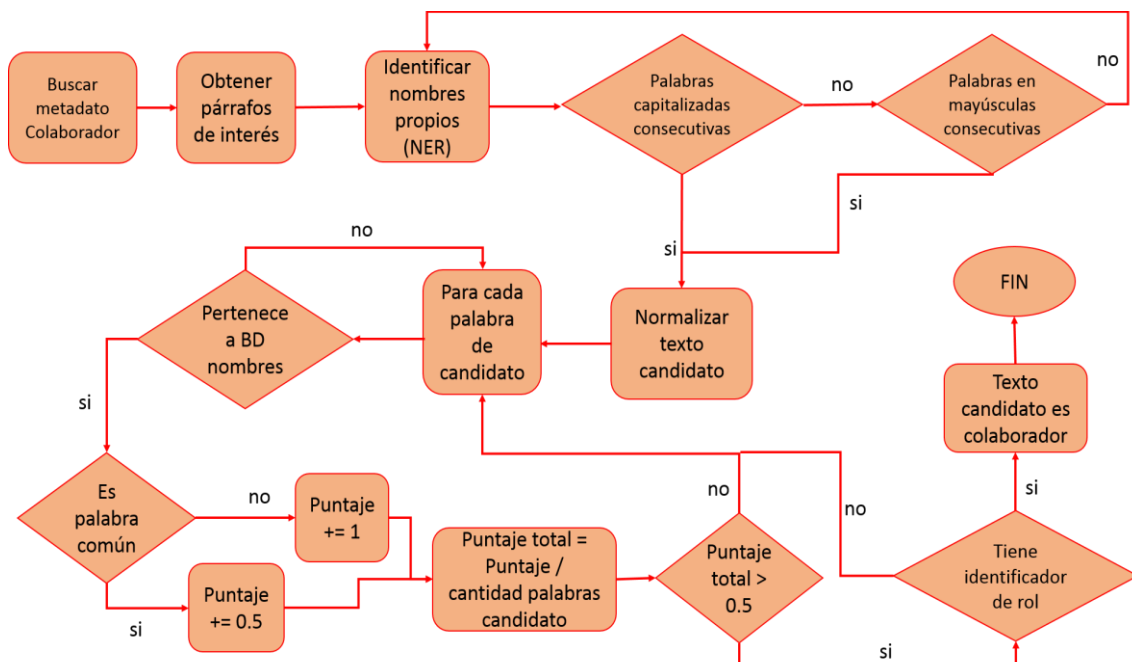 Buscar
metadato
Colaborador
Obtener
párrafos
de interés
Identificar
nombres
propios
(NER)
Palabras
capitalizadas
consecutivas
no
Palabras en
mayúsculas
consecutivas
no
si
si
Normalizar
texto
candidato
Para cada
palabra
de
candidato
no
Pertenece
a BD
nombres
si
Es
palabra
común
no
Puntaje
+= 1
si
Puntaje
+= 0.5
Puntaje total =
Puntaje /
cantidad palabras
candidato
Puntaje
total >
0.5
no
si
Tiene
identificador
de rol
no
si
Texto
candidato es
colaborador
FIN